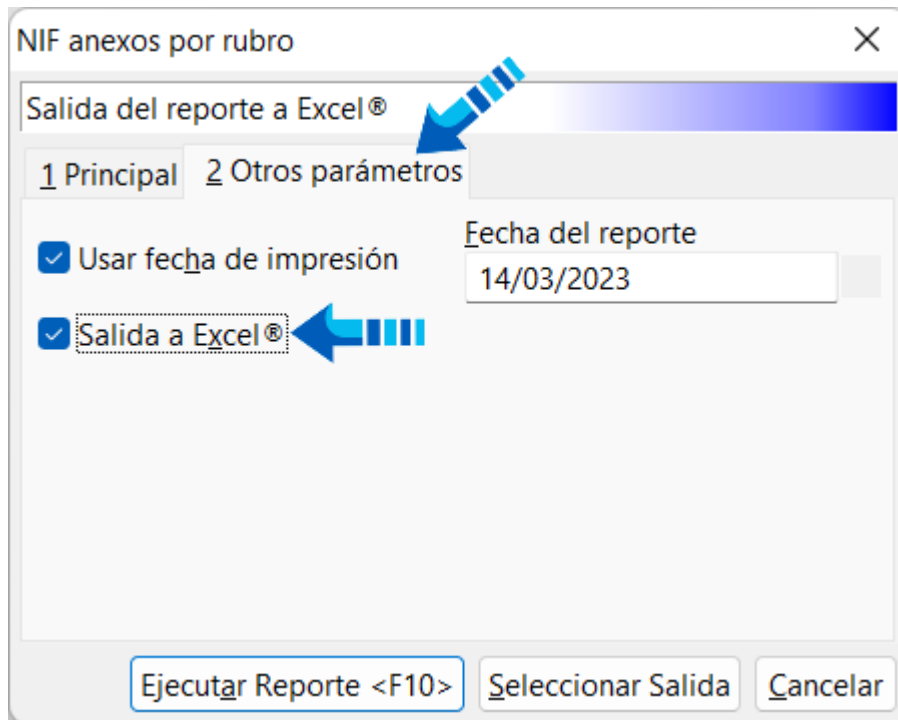 NIF anexos por rubro
Salida del reporte a Excel®
1 Principal 2 Otros parámetros
Usar fecha de impresión
Fecha del reporte
14/03/2023
Salida a Excel®
Ejecutar Reporte <F10> Seleccionar Salida Cancelar